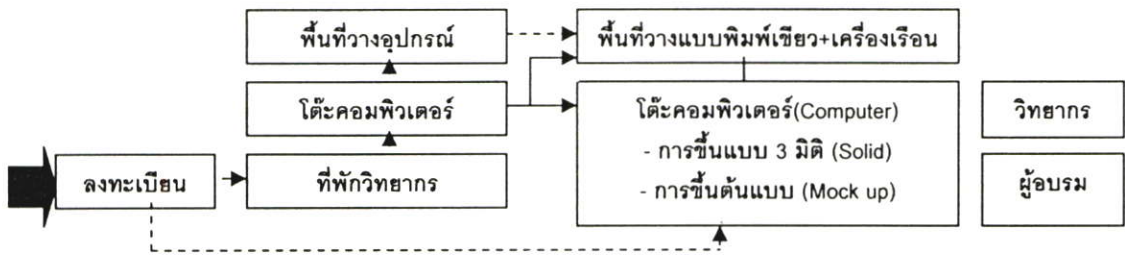 พื้นที่วางอุปกรณ์
พื้นที่วางแบบพิมพ์เขียว+เครื่องเรือน
โต๊ะคอมพิวเตอร์
โต๊ะคอมพิวเตอร์(Computer)
- การขึ้นแบบ 3 มิติ (Solid)
- การขึ้นต้นแบบ (Mock up)
วิทยากร
ลงทะเบียน
ที่พักวิทยากร
ผู้อบรม